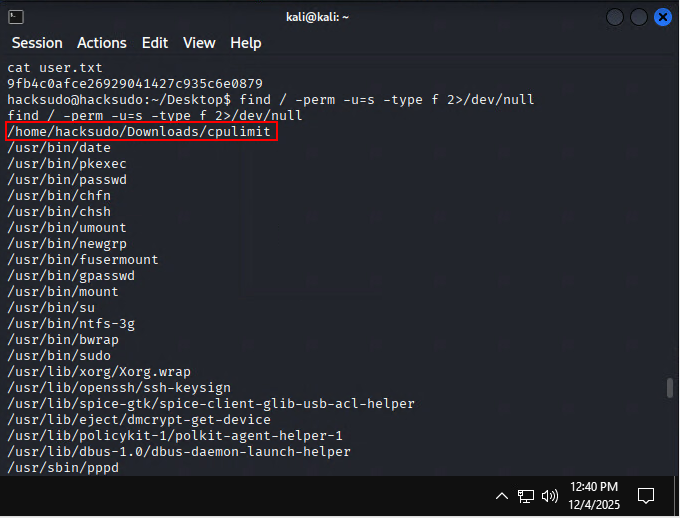 kali@kali: ~
Session Actions Edit View Help
cat user.txt
9fb4c0afce26929041427c935c6e0879
hacksudo@hacksudo:~/Desktop$ find / -perm -u=s -type f 2>/dev/null
find / -perm -u=s -type f 2>/dev/null
/home/hacksudo/Downloads/cpulimit
/usr/bin/date
/usr/bin/pkexec
/usr/bin/passwd
/usr/bin/chfn
/usr/bin/chsh
/usr/bin/umount
/usr/bin/newgrp
/usr/bin/fusermount
/usr/bin/gpasswd
/usr/bin/mount
/usr/bin/su
/usr/bin/ntfs-3g
/usr/bin/bwrap
/usr/bin/sudo
/usr/lib/xorg/Xorg.wrap
/usr/lib/openssh/ssh-keysign
/usr/lib/spice-gtk/spice-client-glib-usb-acl-helper
/usr/lib/eject/dmcrypt-get-device
/usr/lib/policykit-1/polkit-agent-helper-1
/usr/lib/dbus-1.0/dbus-daemon-launch-helper
/usr/sbin/pppd
12:40 PM
12/4/2025